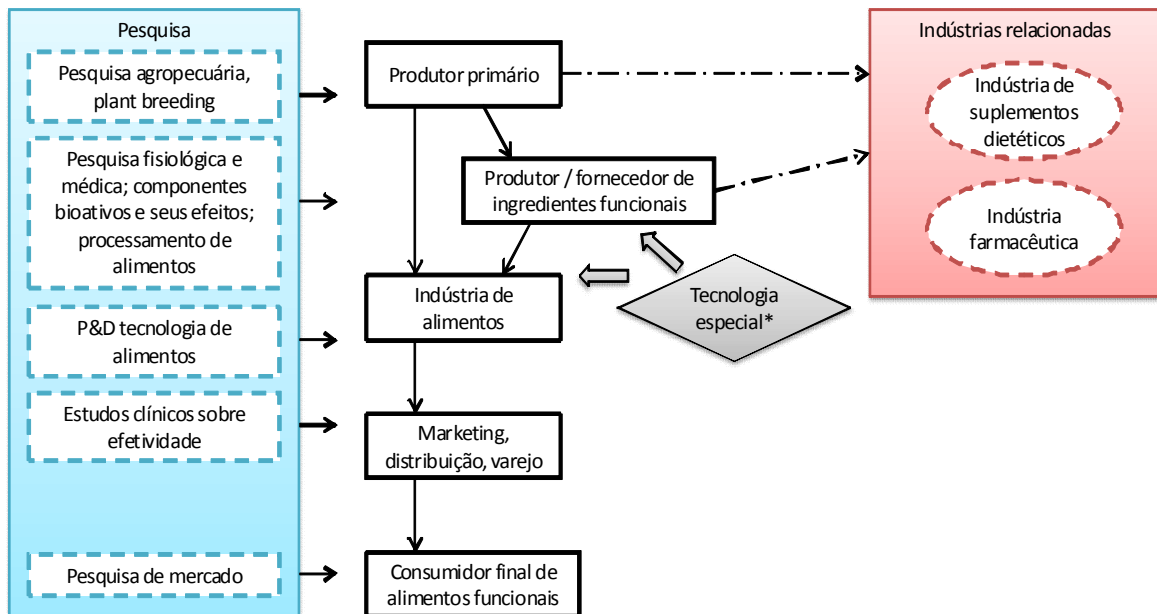 Pesquisa
Pesquisa agropecuária,
plant breeding
Pesquisa fisiológica e
médica; componentes
bioativos e seus efeitos;
processamento de
alimentos
P&D tecnologia de
alimentos
Estudos clínicos sobre
efetividade
Pesquisa de mercado
Produtor primário
Produtor / fornecedor de
ingredientes funcionais
Indústria de
alimentos
Tecnologia
especial*
Marketing,
distribuição, varejo
Consumidor final de
alimentos funcionais
Indústrias relacionadas
Indústria de
suplementos
dietéticos
Indústria
farmacêutica